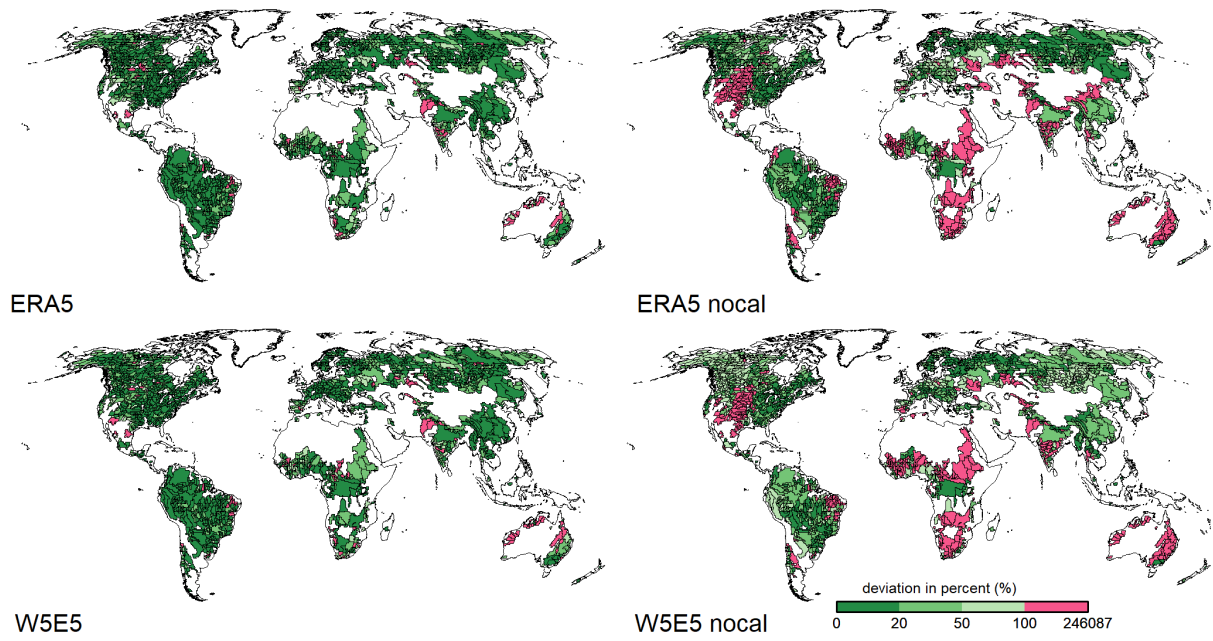 ERA5
ERA5 nocal
W5E5
W5E5 nocal
deviation in percent (%)
0 20 50 100 246087